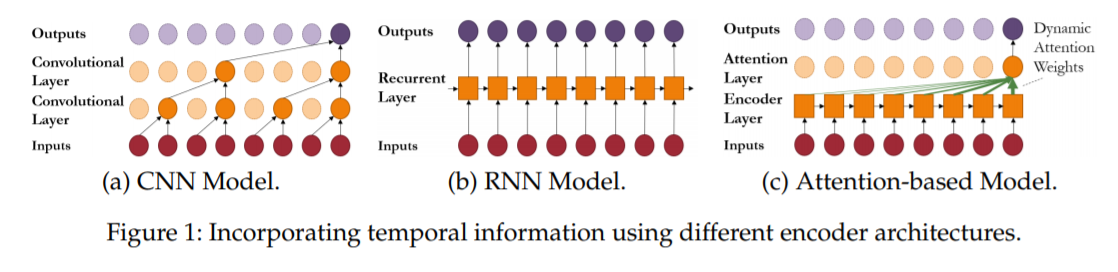 Outputs
Convolutional
Layer
Convolutional
Layer
Inputs
(a) CNN Model.
Outputs
Recurrent
Layer
Inputs
(b) RNN Model.
Outputs
Attention
Layer
Encoder
Layer
Inputs
Dynamic
Attention
Weights
(c) Attention-based Model.
Figure 1: Incorporating temporal information using different encoder architectures.